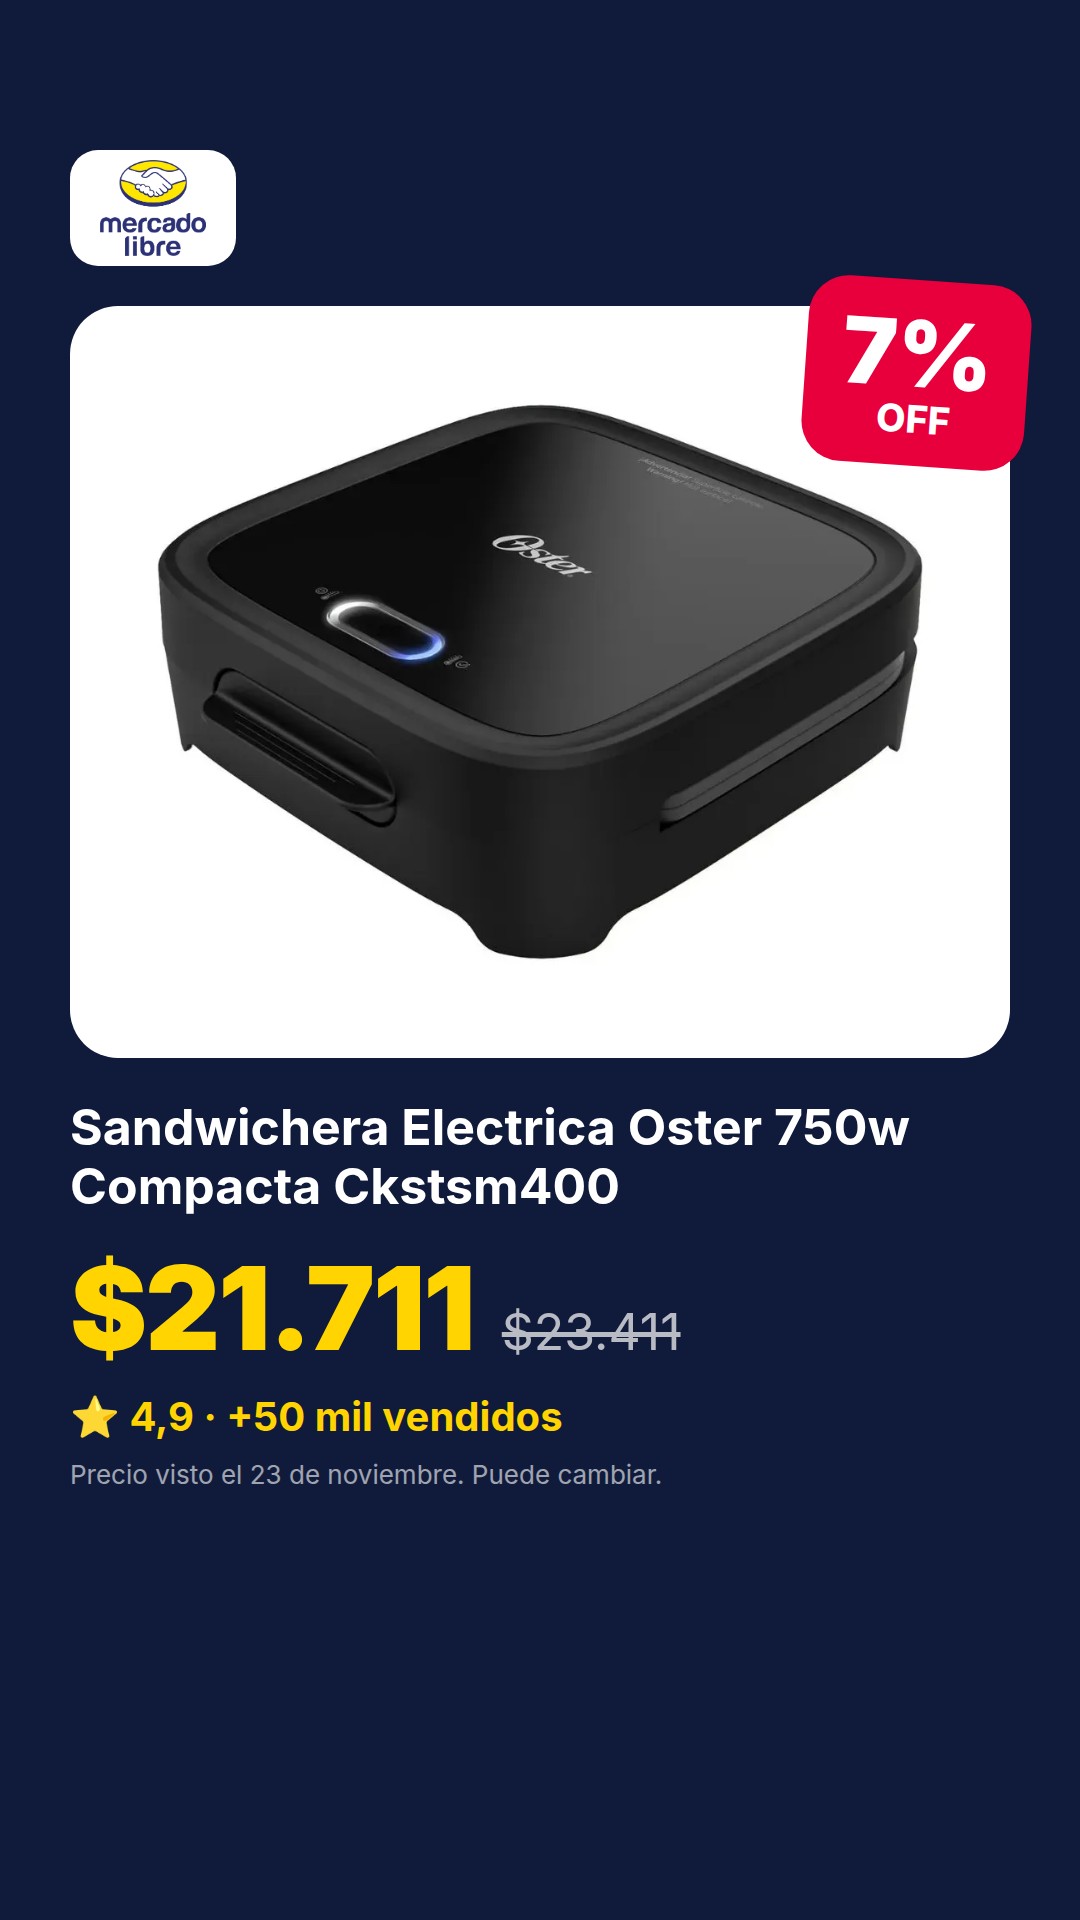 mercado
libre
7%
OFF
Oster
Sandwichera Electrica Oster 750w
Compacta Ckstsm400
$21.711 $23.411
⭐ 4,9 · +50 mil vendidos
Precio visto el 23 de noviembre. Puede cambiar.